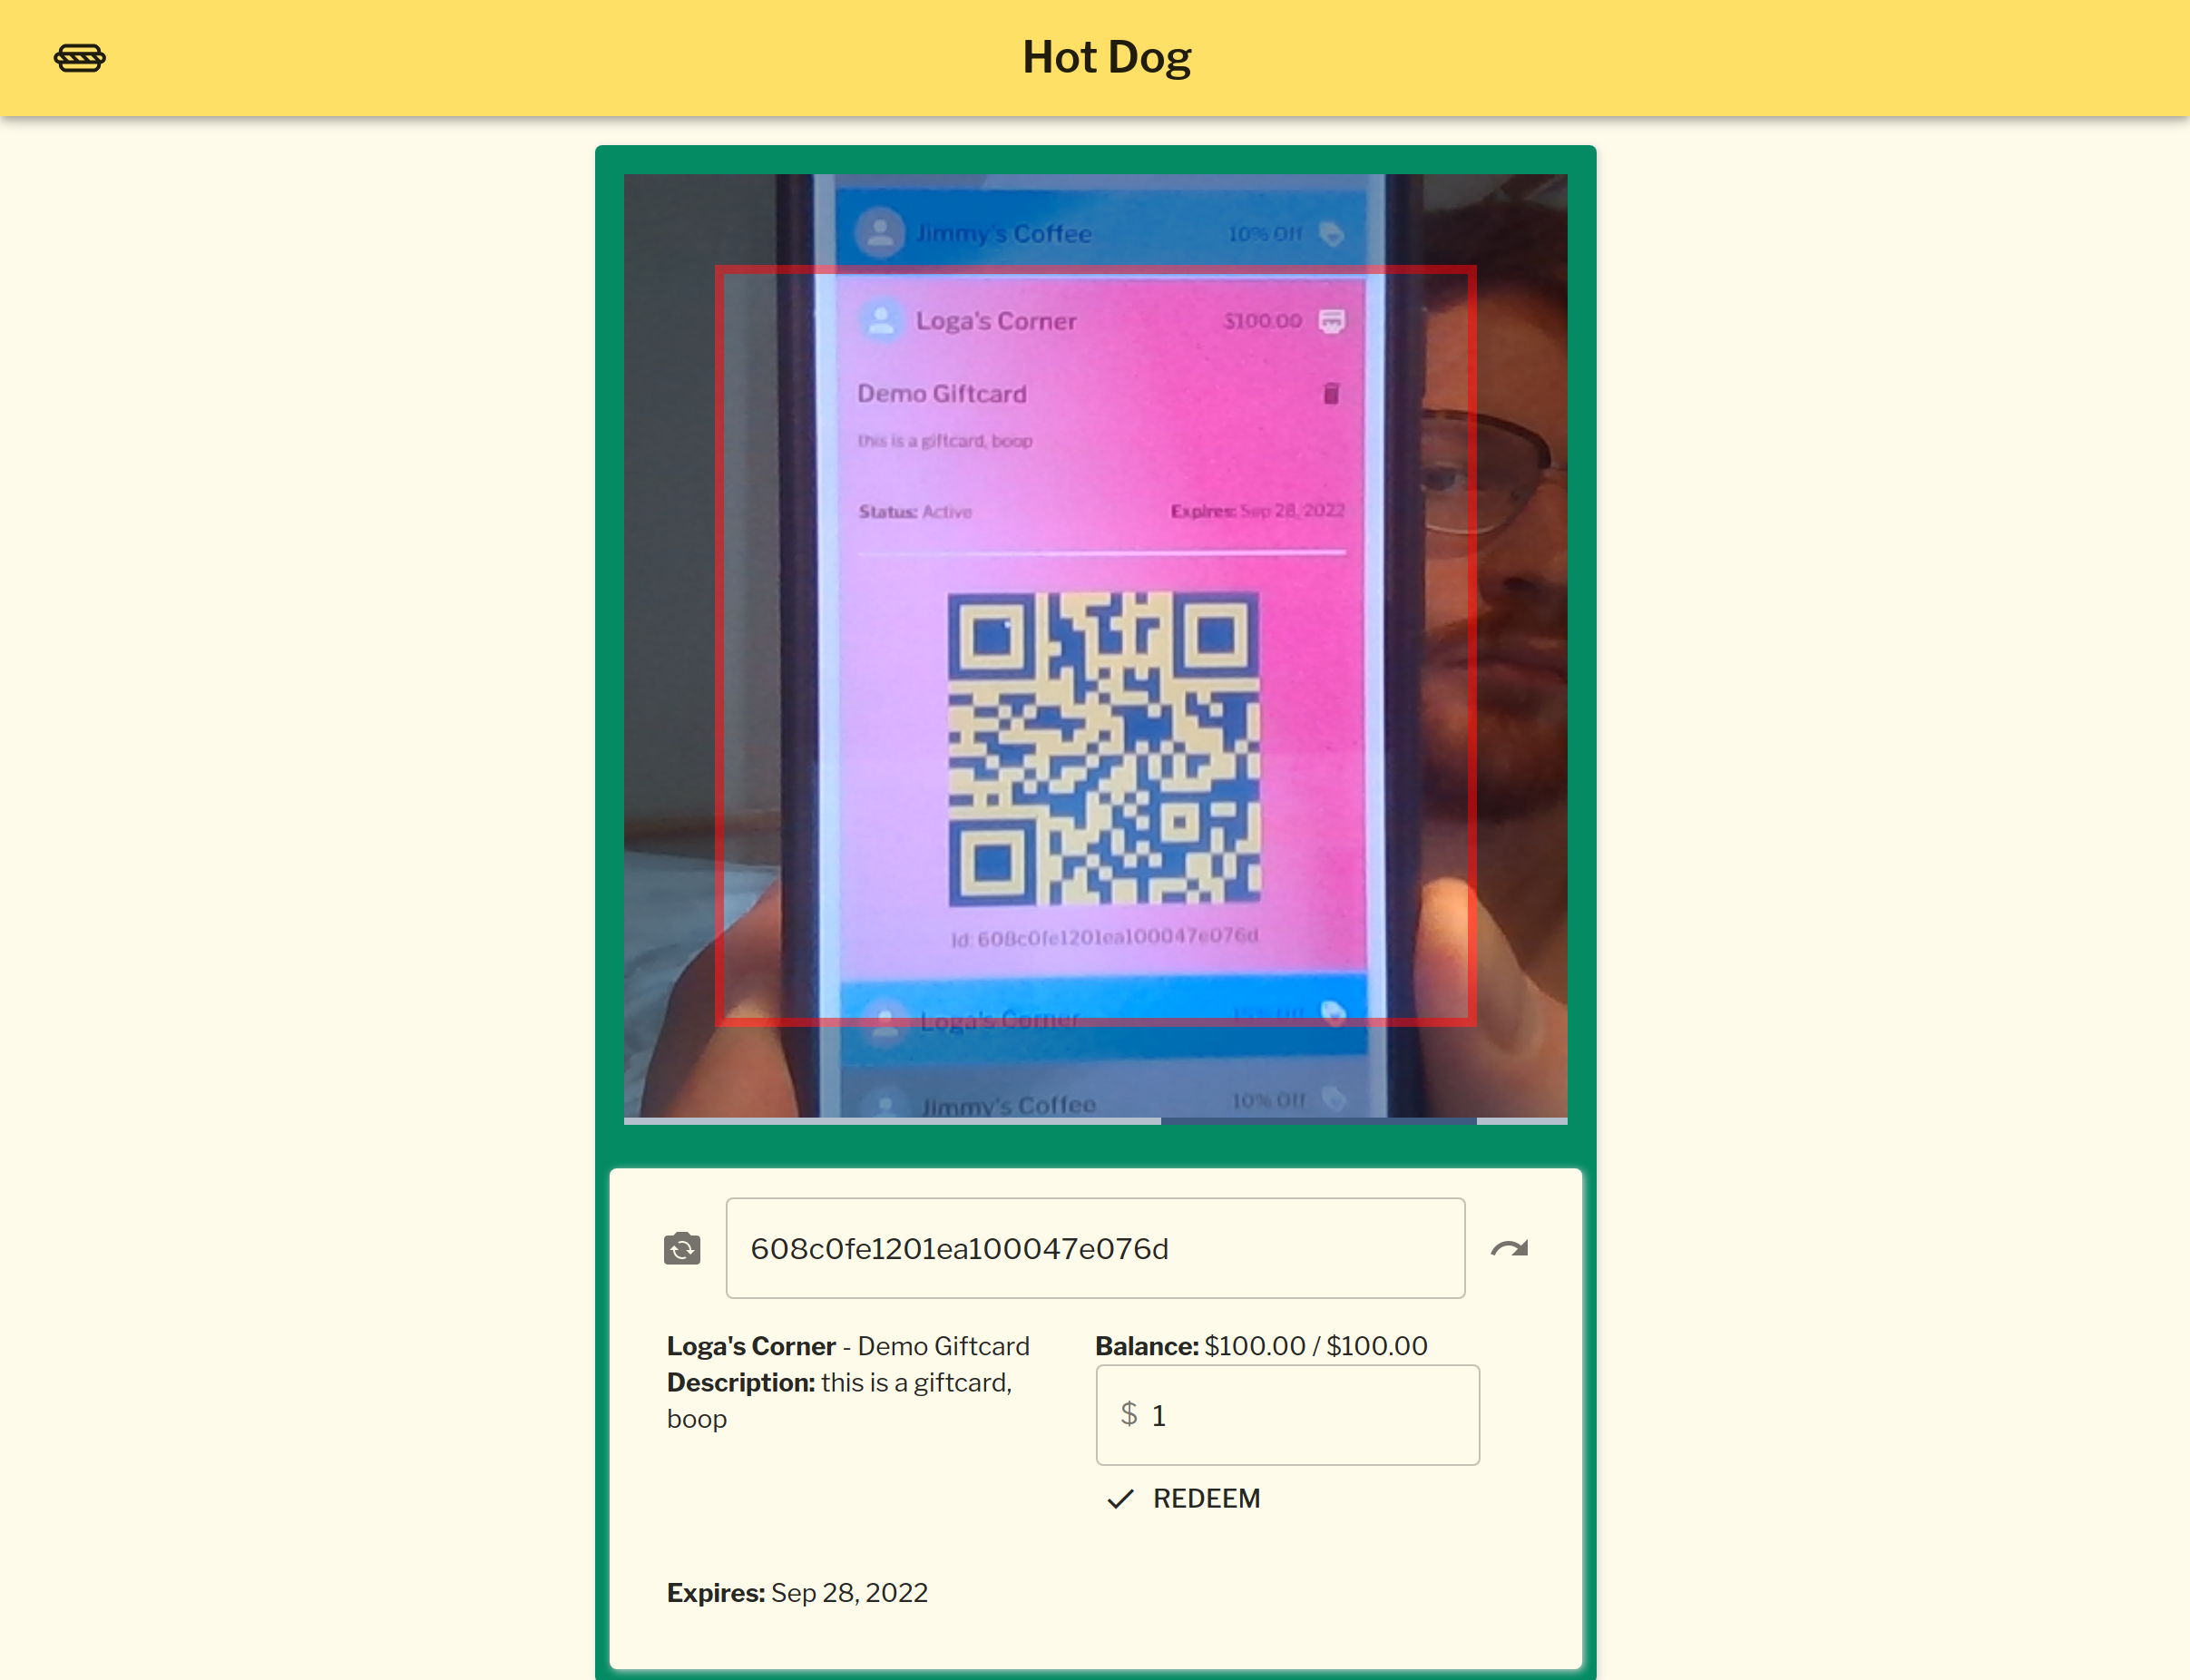 Hot Dog
Jimmy's Coffee 10% Off
Loga's Corner $100.00
Demo Giftcard
this is a giftcard, boop
Status: Active Expires: Sep 28, 2022
Id: 608c0fe1201ea100047e076d
Loga's Corner 15% Off
Jimmy's Coffee 10% Off
608c0fe1201ea100047e076d
Loga's Corner - Demo Giftcard
Description: this is a giftcard,
boop
Balance: $100.00 / $100.00
$ 1
REDEEM
Expires: Sep 28, 2022